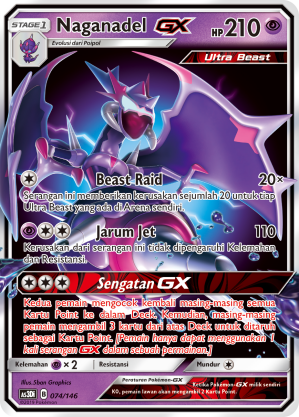 STAGE 1 Naganadel GX HP 210
Evolusi dari Poipol
Ultra Beast
Beast Raid 20×
Serangan ini memberikan kerusakan sejumlah 20 untuk tiap
Ultra Beast yang ada di Arena sendiri.
Jarum Jet 110
Kerusakan dari serangan ini tidak dipengaruhi Kelemahan
dan Resistansi.
Sengatan GX
Kedua pemain mengocok kembali masing-masing semua
Kartu Point ke dalam Deck. Kemudian, masing-masing
pemain mengambil 3 kartu dari atas Deck untuk ditaruh
sebagai Kartu Point. [Pemain hanya dapat menggunakan 1
kali serangan GX dalam sebuah permainan.]
Kelemahan × 2 Resistansi Mundur
Illus. 5ban Graphics
Peraturan Pokémon-GX
Ketika Pokémon-GX milik sendiri
KO, pemain lawan akan mengambil 2 Kartu Point.
AS3D D 074/146